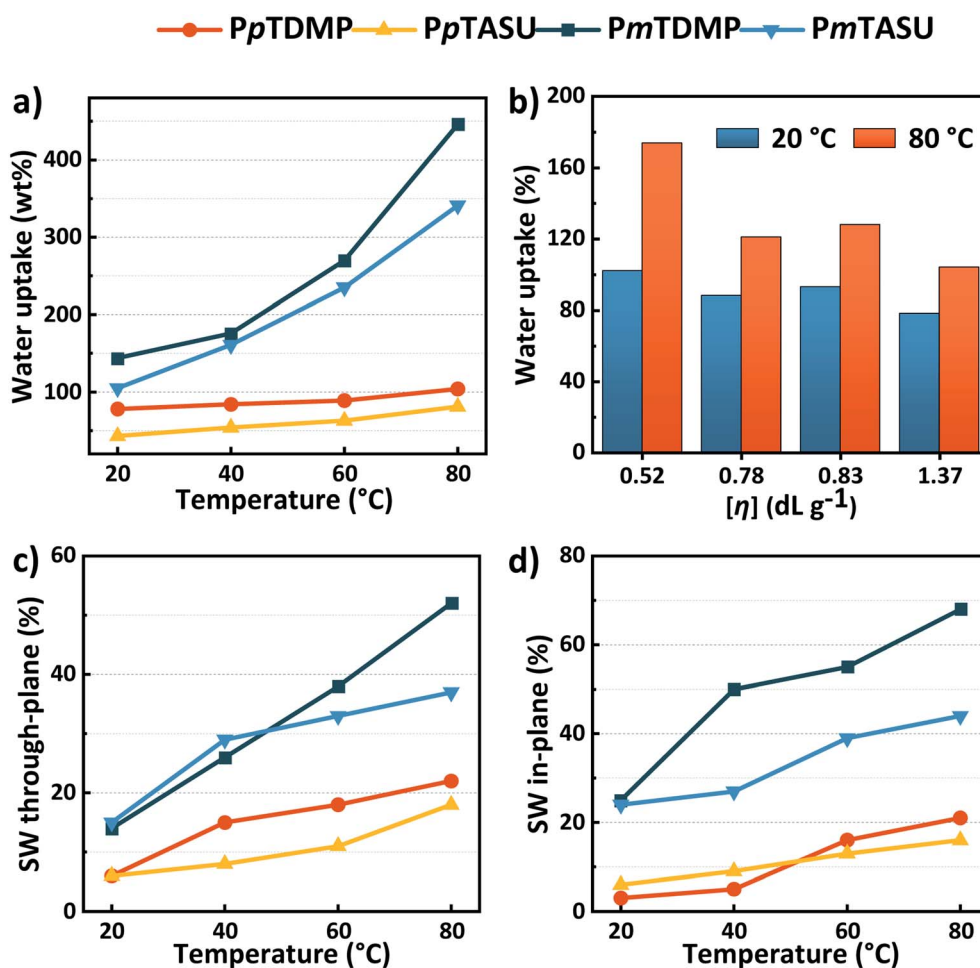 PpTDMP PpTASU PmTDMP PmTASU
a)
Water uptake (wt%)
400
300
200
100
20 40 60 80
Temperature (°C)
b)
20 °C 80 °C
Water uptake (%)
200
160
120
80
40
0
0.52 0.78 0.83 1.37
[η] (dL g-1)
c)
SW through-plane (%)
60
40
20
0
20 40 60 80
Temperature (°C)
d)
SW in-plane (%)
80
60
40
20
0
20 40 60 80
Temperature (°C)